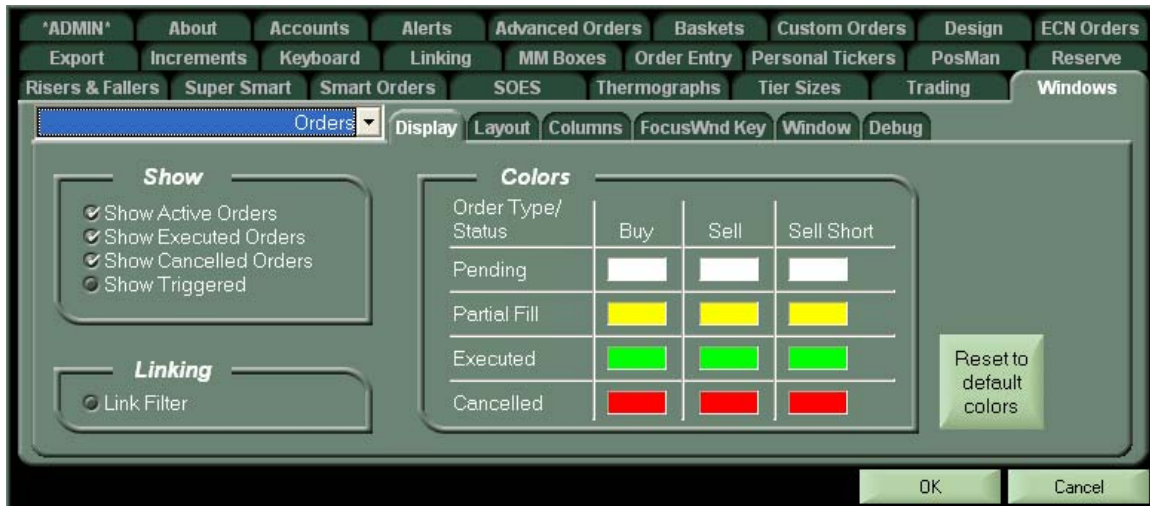 *ADMIN* About Accounts Alerts Advanced Orders Baskets Custom Orders Design ECN Orders
Export Increments Keyboard Linking MM Boxes Order Entry Personal Tickers PosMan Reserve
Risers & Fallers Super Smart Smart Orders SOES Thermographs Tier Sizes Trading Windows
Orders Display Layout Columns FocusWnd Key Window Debug
Show
Show Active Orders
Show Executed Orders
Show Cancelled Orders
Show Triggered
Linking
Link Filter
Colors
Order Type/
Status Buy Sell Sell Short
Pending
Partial Fill
Executed
Cancelled
Reset to
default
colors
OK Cancel